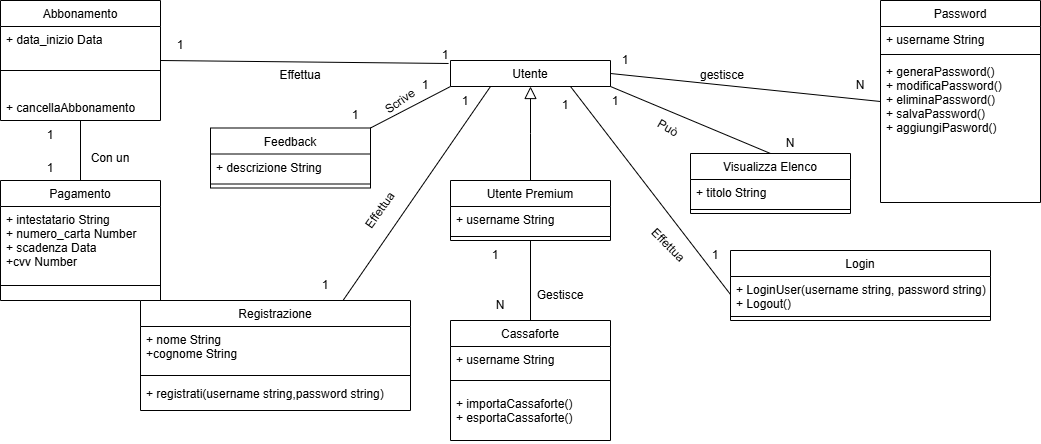 Abbonamento
+ data_inizio Data
+ cancellaAbbonamento
1
Effettua
1
Utente
1
gestisce
N
Password
+ username String
+ generaPassword()
+ modificaPassword()
+ eliminaPassword()
+ salvaPassword()
+ aggiungiPasword()
1
Con un
1
Pagamento
+ intestatario String
+ numero_carta Number
+ scadenza Data
+cvv Number
1
Scrive
1
Feedback
+ descrizione String
1
Effettua
1
Registrazione
+ nome String
+cognome String
+ registrati(username string,password string)
Utente Premium
+ username String
1
Gestisce
N
Cassaforte
+ username String
+ importaCassaforte()
+ esportaCassaforte()
1
Può
N
Visualizza Elenco
+ titolo String
1
Effettua
1
Login
+ LoginUser(username string, password string)
+ Logout()